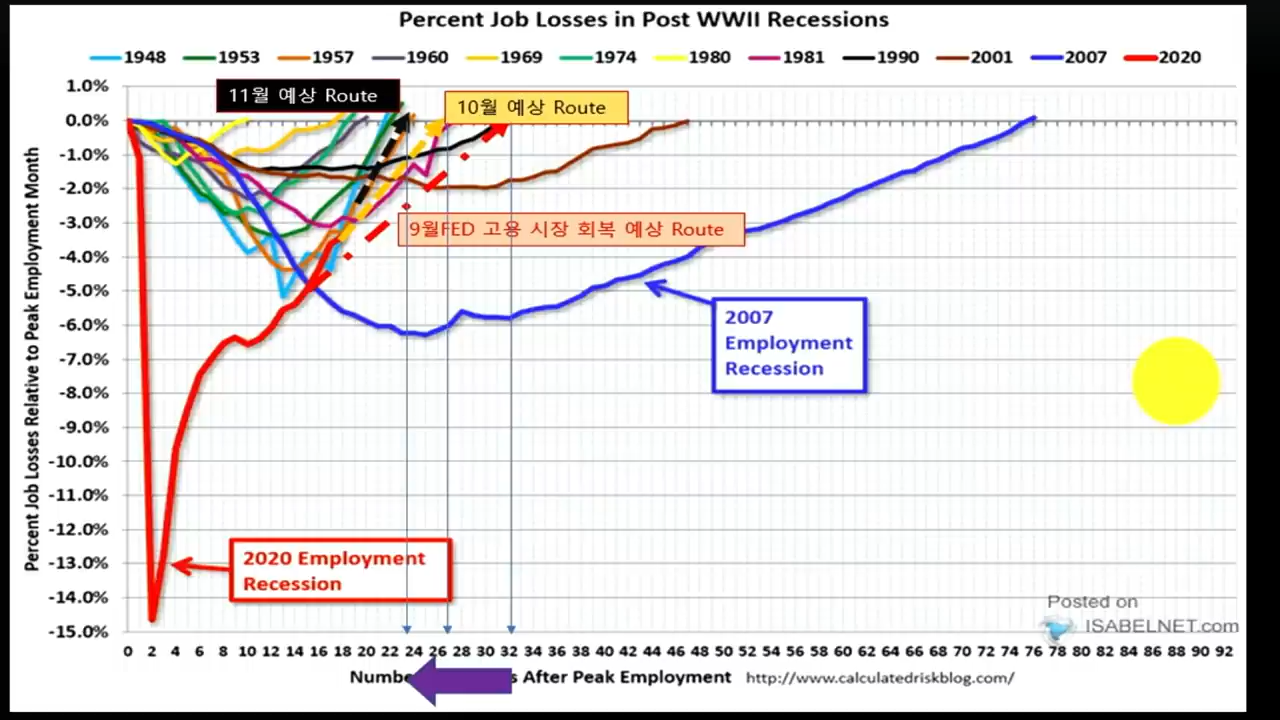 Percent Job Losses in Post WWII Recessions
1948 1953 1957 1960 1969 1974 1980 1981 1990 2001 2007 2020
1.0%
0.0%
-1.0%
-2.0%
-3.0%
-4.0%
-5.0%
-6.0%
-7.0%
-8.0%
-9.0%
-10.0%
-11.0%
-12.0%
-13.0%
-14.0%
-15.0%
Percent Job Losses Relative to Peak Employment Month
11월 예상 Route
10월 예상 Route
9월FED 고용 시장 회복 예상 Route
2007
Employment
Recession
2020 Employment
Recession
Posted on
ISABELNET.com
0 2 4 6 8 10 12 14 16 18 20 22 24 26 28 30 32 34 36 38 40 42 44 46 48 50 52 54 56 58 60 62 64 66 68 70 72 74 76 78 80 82 84 86 88 90 92
After Peak Employment http://www.calculatedriskblog.com/